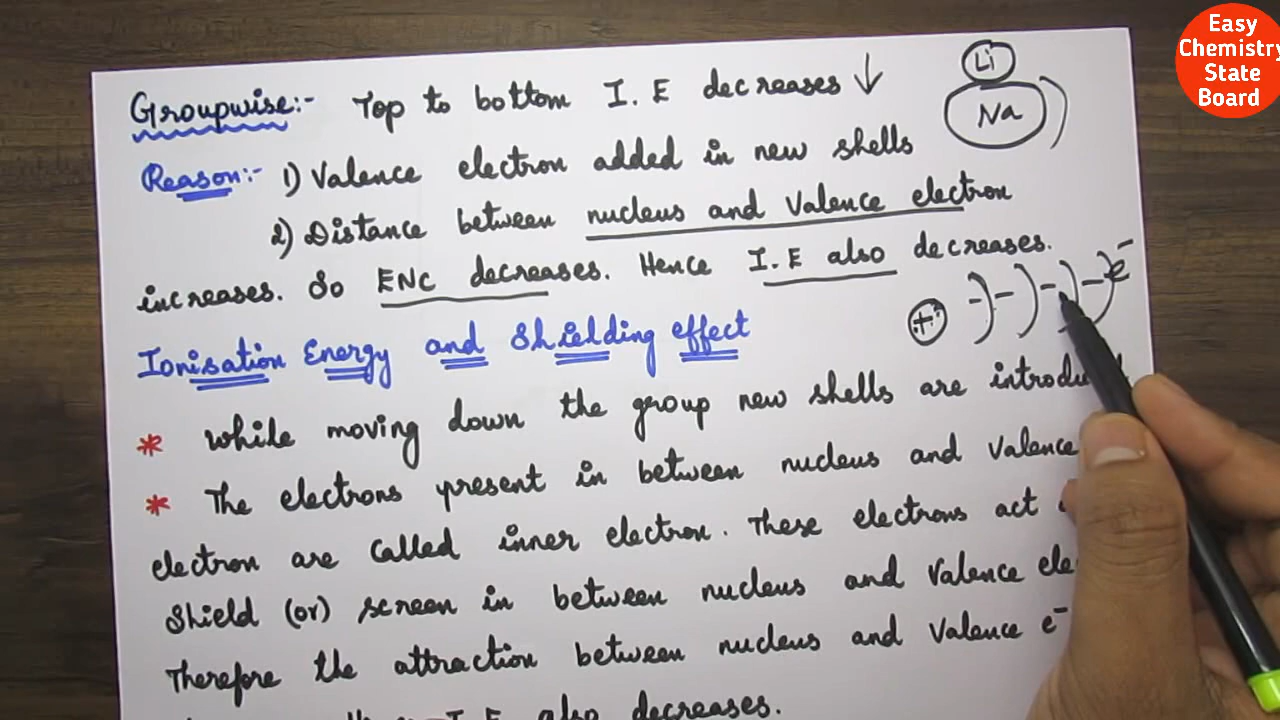 Easy
Chemistry
State
Board
Groupwise:- Top to bottom I.E decreases ↓
Li
Na
Reason:- 1) Valence electron added in new shells
2) Distance between nucleus and Valence electron
increases. So ENC decreases. Hence I.E also decreases.
+ - ) - ) - ) - ) e-
Ionisation Energy and Shielding effect
* While moving down the group new shells are
* The electrons present in between nucleus and Valence
electron are called inner electron. These electrons act
Shield (or) screen in between nucleus and Valence
Therefore the attraction between nucleus and Valence e-
I.E also decreases.